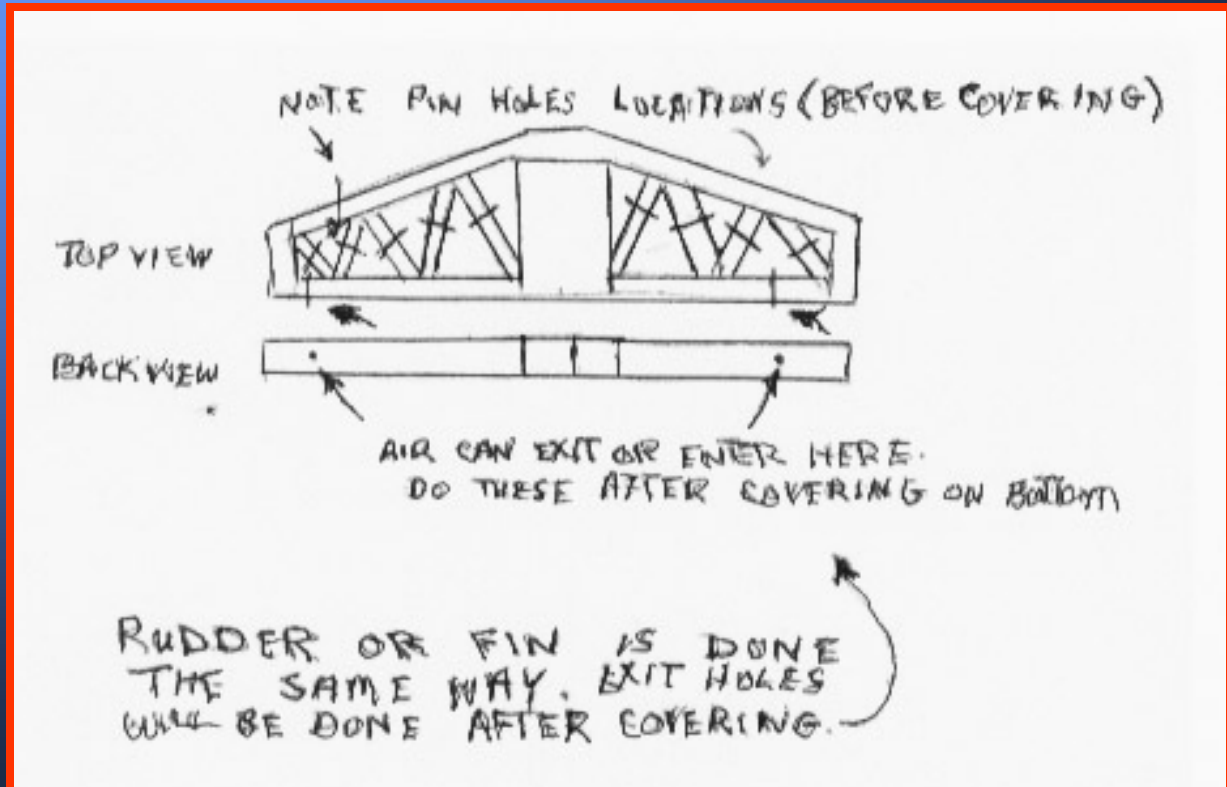 NOTE PIN HOLES LOCATIONS (BEFORE COVERING)
TOP VIEW
BACK VIEW
AIR CAN EXIT OR ENTER HERE.
DO THESE AFTER COVERING ON BOTTOM
RUDDER OR FIN IS DONE
THE SAME WAY. EXIT HOLES
WILL BE DONE AFTER COVERING.